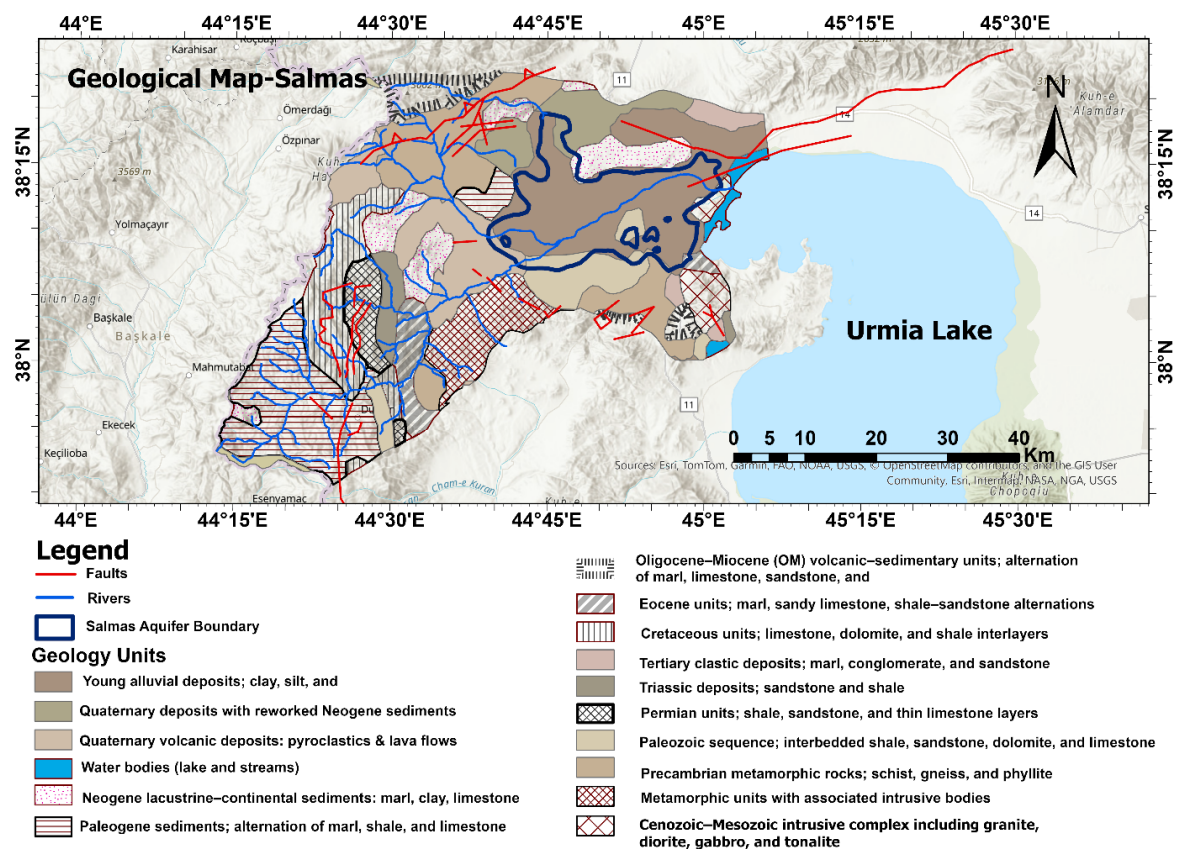 44°E 44°15'E 44°30'E 44°45'E 45°E 45°15'E 45°30'E
Karahisar
11
Geological Map-Salmas
N
Kuh-e
'Alamdar
14
Ömerdağı
Özpınar
38°15'N
38°15'N
3569 m
Yolmaçayır
14
Başkale
Başkale
Urmia Lake
38°N
38°N
Mahmutabat
11
Ecekek
Keçilioba
0 5 10 20 30 40
Km
Sources: Esri, TomTom, Garmin, FAO, NOAA, USGS, © OpenStreetMap contributors, and the GIS User
Community, Esri, Intermap, NASA, NGA, USGS
Esenyamac
Cham-e Kuran
44°E 44°15'E 44°30'E 44°45'E 45°E 45°15'E 45°30'E
Legend
Faults
Rivers
Salmas Aquifer Boundary
Geology Units
Young alluvial deposits; clay, silt, and
Quaternary deposits with reworked Neogene sediments
Quaternary volcanic deposits: pyroclastics & lava flows
Water bodies (lake and streams)
Neogene lacustrine–continental sediments: marl, clay, limestone
Paleogene sediments; alternation of marl, shale, and limestone
Oligocene–Miocene (OM) volcanic–sedimentary units; alternation
of marl, limestone, sandstone, and
Eocene units; marl, sandy limestone, shale–sandstone alternations
Cretaceous units; limestone, dolomite, and shale interlayers
Tertiary clastic deposits; marl, conglomerate, and sandstone
Triassic deposits; sandstone and shale
Permian units; shale, sandstone, and thin limestone layers
Paleozoic sequence; interbedded shale, sandstone, dolomite, and limestone
Precambrian metamorphic rocks; schist, gneiss, and phyllite
Metamorphic units with associated intrusive bodies
Cenozoic–Mesozoic intrusive complex including granite,
diorite, gabbro, and tonalite